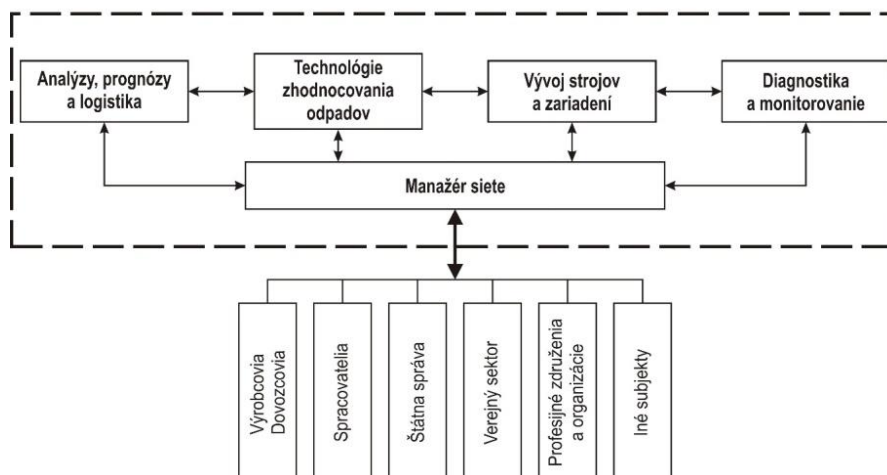 Analýzy, prognózy
a logistika
Technológie
zhodnocovania
odpadov
Vývoj strojov
a zariadení
Diagnostika
a monitorovanie
Manažér siete
Výrobcovia
Dovozcovia
Spracovatelia
Štátna správa
Verejný sektor
Profesijné združenia
a organizácie
Iné subjekty